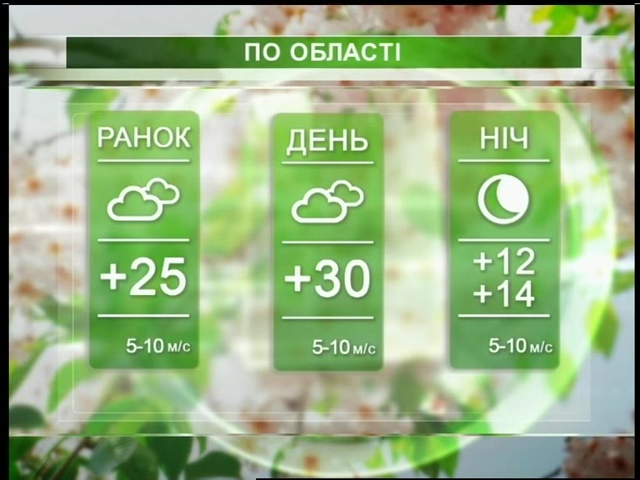 ПО ОБЛАСТІ
РАНОК
+25
5-10 м/с
ДЕНЬ
+30
5-10 м/с
НІЧ
+12
+14
5-10 м/с